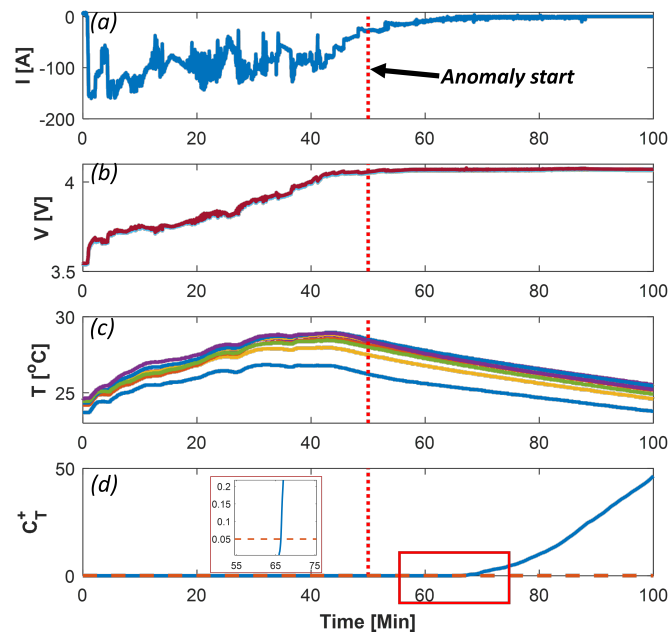 (a)
I [A]
0
-100
-200
Anomaly start
0 20 40 60 80 100
(b)
V [V]
4
3.5
0 20 40 60 80 100
(c)
T [°C]
30
25
0 20 40 60 80 100
(d)
C_T^+
50
0
0.2
0.15
0.1
0.05
55 65 75
0 20 40 60 80 100
Time [Min]